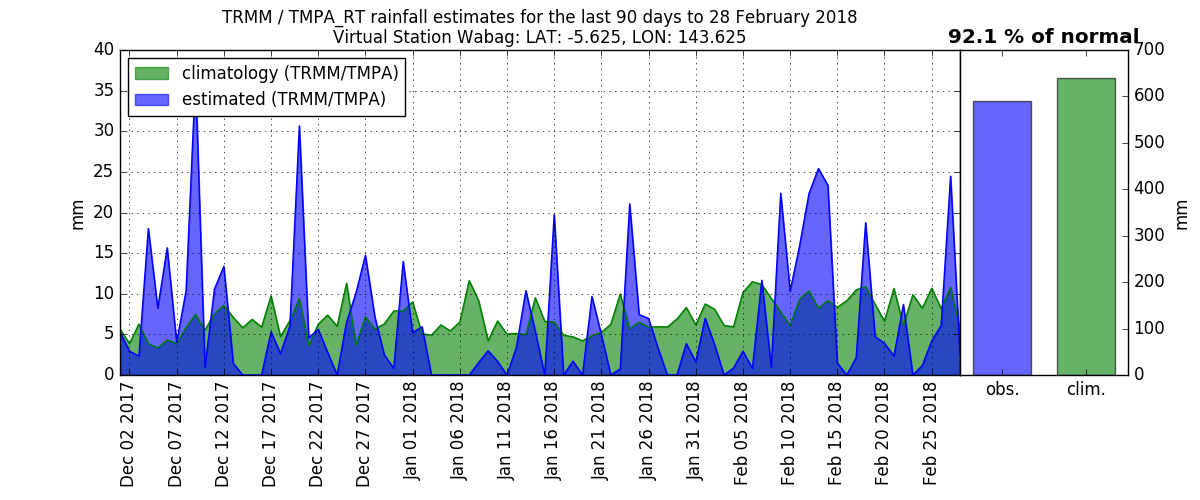 TRMM / TMPA_RT rainfall estimates for the last 90 days to 28 February 2018
Virtual Station Wabag: LAT: -5.625, LON: 143.625
92.1 % of normal
climatology (TRMM/TMPA)
estimated (TRMM/TMPA)
40
35
30
25
20
15
10
5
0
mm
Dec 02 2017
Dec 07 2017
Dec 12 2017
Dec 17 2017
Dec 22 2017
Dec 27 2017
Jan 01 2018
Jan 06 2018
Jan 11 2018
Jan 16 2018
Jan 21 2018
Jan 26 2018
Jan 31 2018
Feb 05 2018
Feb 10 2018
Feb 15 2018
Feb 20 2018
Feb 25 2018
obs.
clim.
700
600
500
400
300
200
100
0
mm